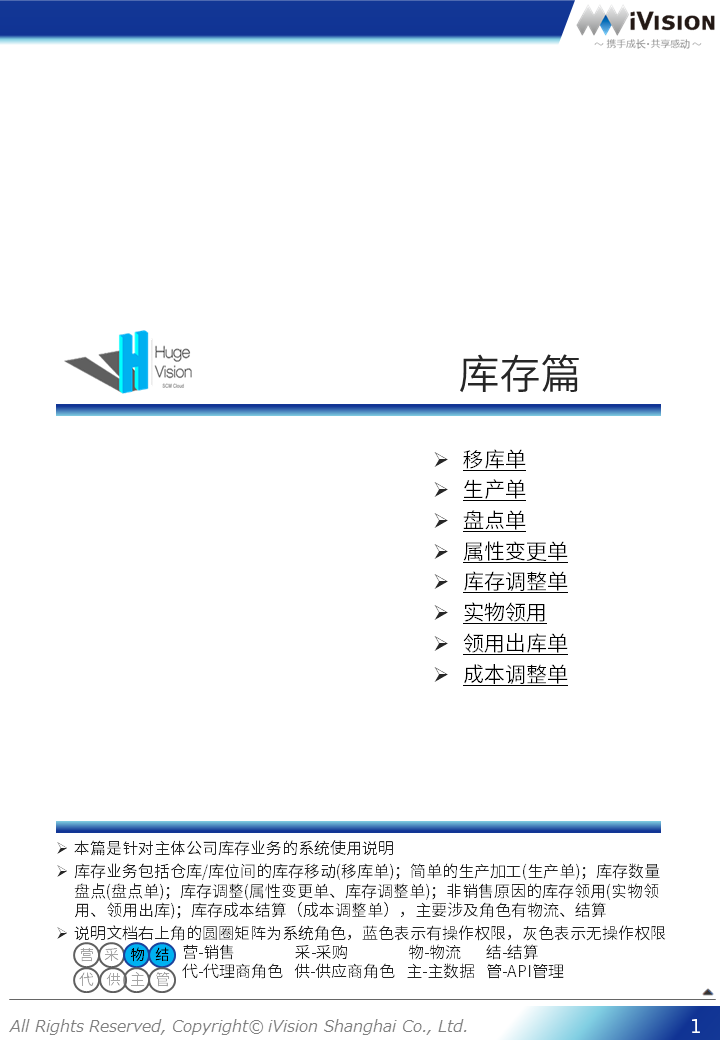 iVISION
～ 携手成长·共享感动 ～
Huge
Vision
SCM Cloud
库存篇
移库单
生产单
盘点单
属性变更单
库存调整单
实物领用
领用出库单
成本调整单
本篇是针对主体公司库存业务的系统使用说明
库存业务包括仓库/库位间的库存移动(移库单)；简单的生产加工(生产单)；库存数量
盘点(盘点单)；库存调整(属性变更单、库存调整单)；非销售原因的库存领用(实物领
用、领用出库)；库存成本结算（成本调整单），主要涉及角色有物流、结算
说明文档右上角的圆圈矩阵为系统角色，蓝色表示有操作权限，灰色表示无操作权限
营 采 物 结 营-销售 采-采购 物-物流 结-结算
代 供 主 管 代-代理商角色 供-供应商角色 主-主数据 管-API管理
All Rights Reserved, Copyright© iVision Shanghai Co., Ltd.
1